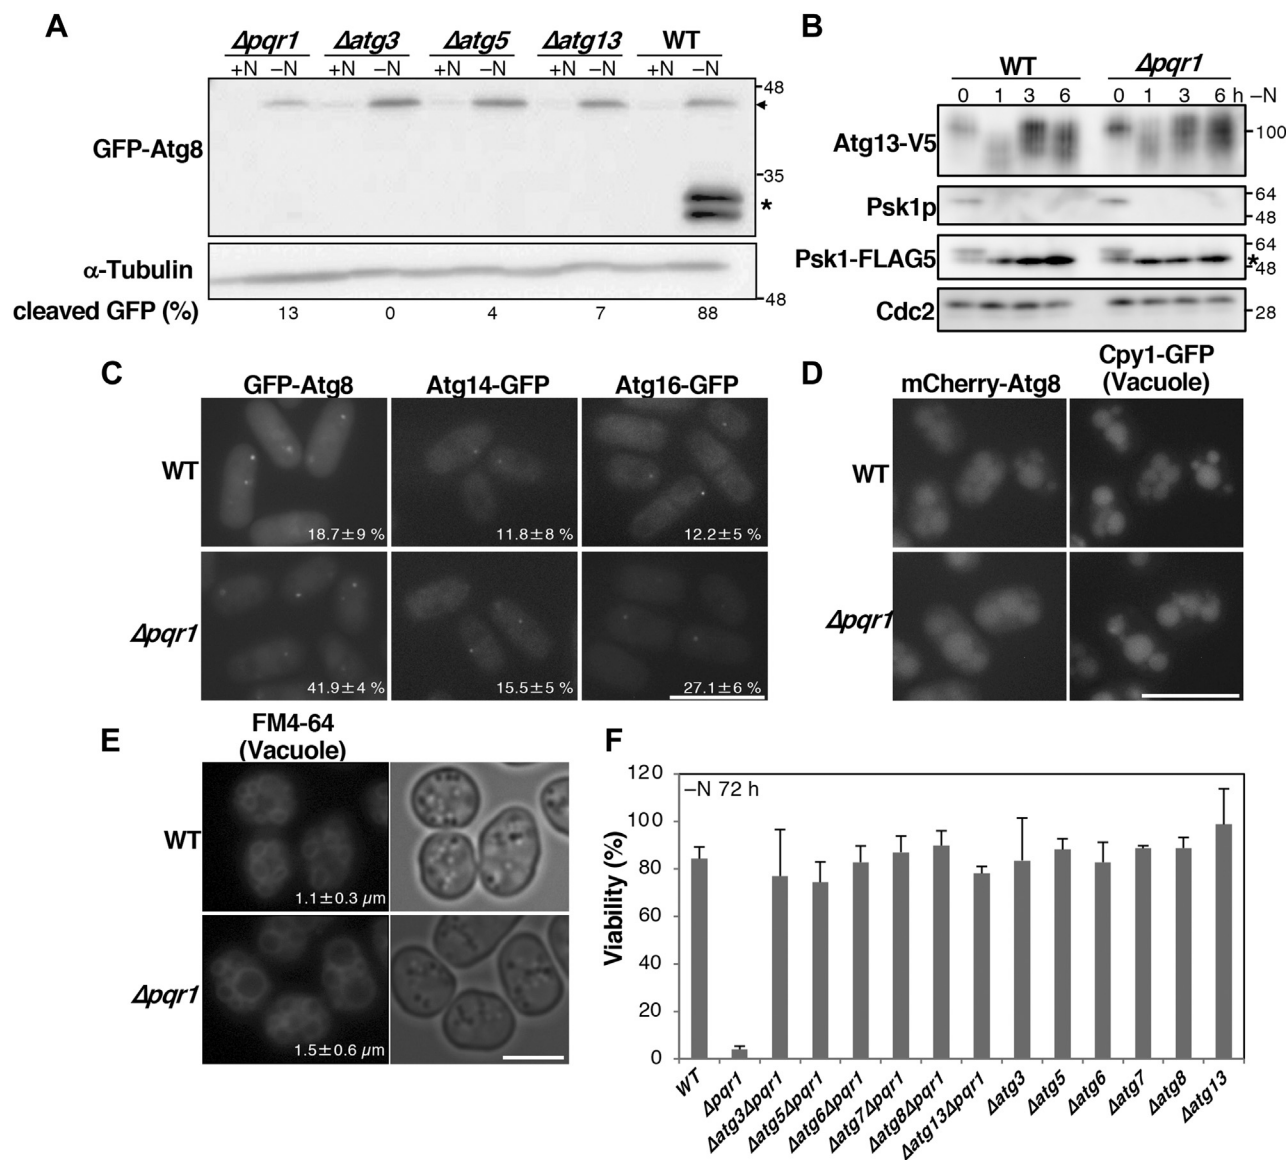 A
Δpqr1 Δatg3 Δatg5 Δatg13 WT
+N –N +N –N +N –N +N –N +N –N
48
GFP-Atg8
35
*
α-Tubulin
48
cleaved GFP (%) 13 0 4 7 88
B
WT Δpqr1
0 1 3 6 0 1 3 6 h –N
Atg13-V5 100
Psk1p 64
48
Psk1-FLAG5 64
*
48
Cdc2 28
C
GFP-Atg8 Atg14-GFP Atg16-GFP
WT
18.7±9 % 11.8±8 % 12.2±5 %
Δpqr1
41.9±4 % 15.5±5 % 27.1±6 %
D
mCherry-Atg8 Cpy1-GFP
(Vacuole)
WT
Δpqr1
E
FM4-64
(Vacuole)
WT
1.1±0.3 µm
Δpqr1
1.5±0.6 µm
F
–N 72 h
Viability (%)
120
100
80
60
40
20
0
WT
Δpqr1
Δatg3Δpqr1
Δatg5Δpqr1
Δatg6Δpqr1
Δatg7Δpqr1
Δatg8Δpqr1
Δatg13Δpqr1
Δatg3
Δatg5
Δatg6
Δatg7
Δatg8
Δatg13